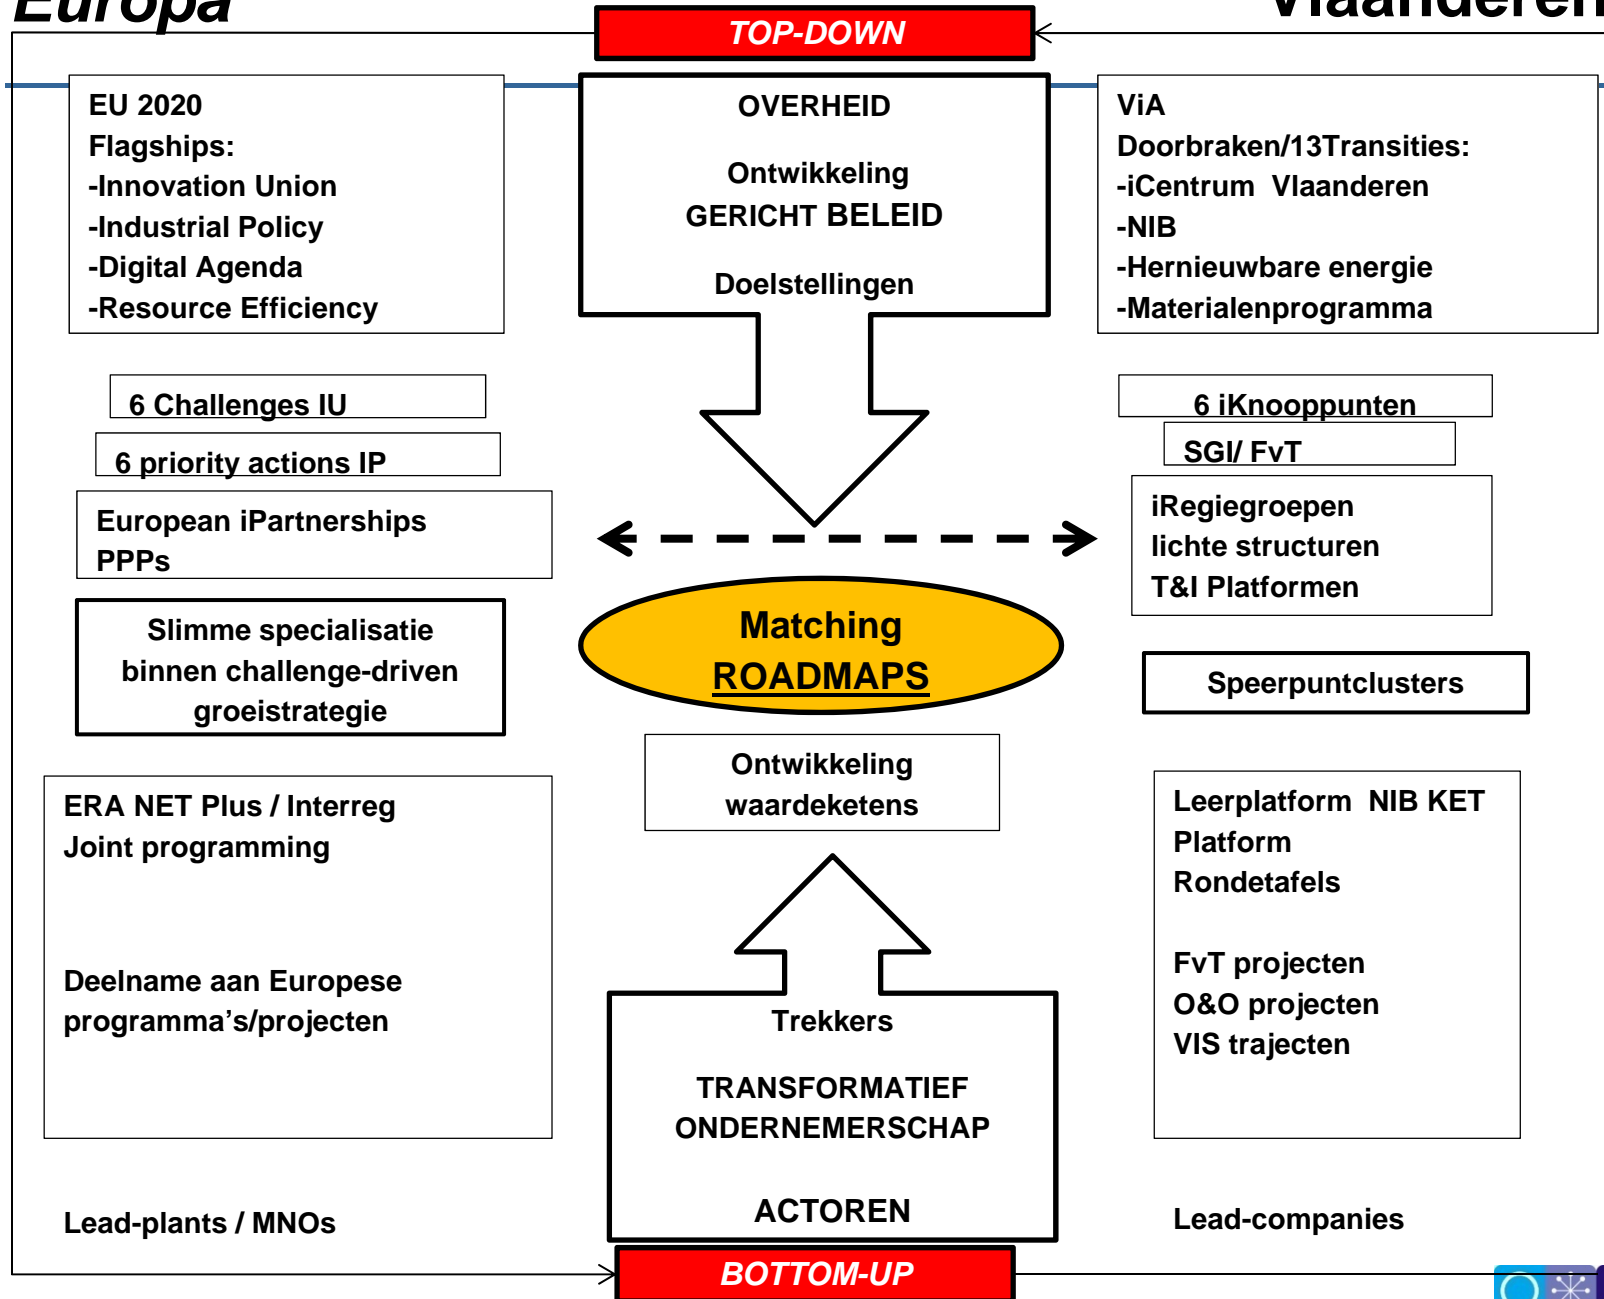 Europa
Vlaanderen
TOP-DOWN
EU 2020
Flagships:
-Innovation Union
-Industrial Policy
-Digital Agenda
-Resource Efficiency
OVERHEID
Ontwikkeling
GERICHT BELEID
Doelstellingen
ViA
Doorbraken/13Transities:
-iCentrum Vlaanderen
-NIB
-Hernieuwbare energie
-Materialenprogramma
6 Challenges IU
6 priority actions IP
European iPartnerships
PPPs
6 iKnooppunten
SGI/ FvT
iRegiegroepen
lichte structuren
T&I Platformen
Slimme specialisatie
binnen challenge-driven
groeistrategie
Matching
ROADMAPS
Speerpuntclusters
Ontwikkeling
waardeketens
ERA NET Plus / Interreg
Joint programming
Deelname aan Europese
programma's/projecten
Leerplatform NIB KET
Platform
Rondetafels
FvT projecten
O&O projecten
VIS trajecten
Trekkers
TRANSFORMATIEF
ONDERNEMERSCHAP
ACTOREN
Lead-plants / MNOs
Lead-companies
BOTTOM-UP